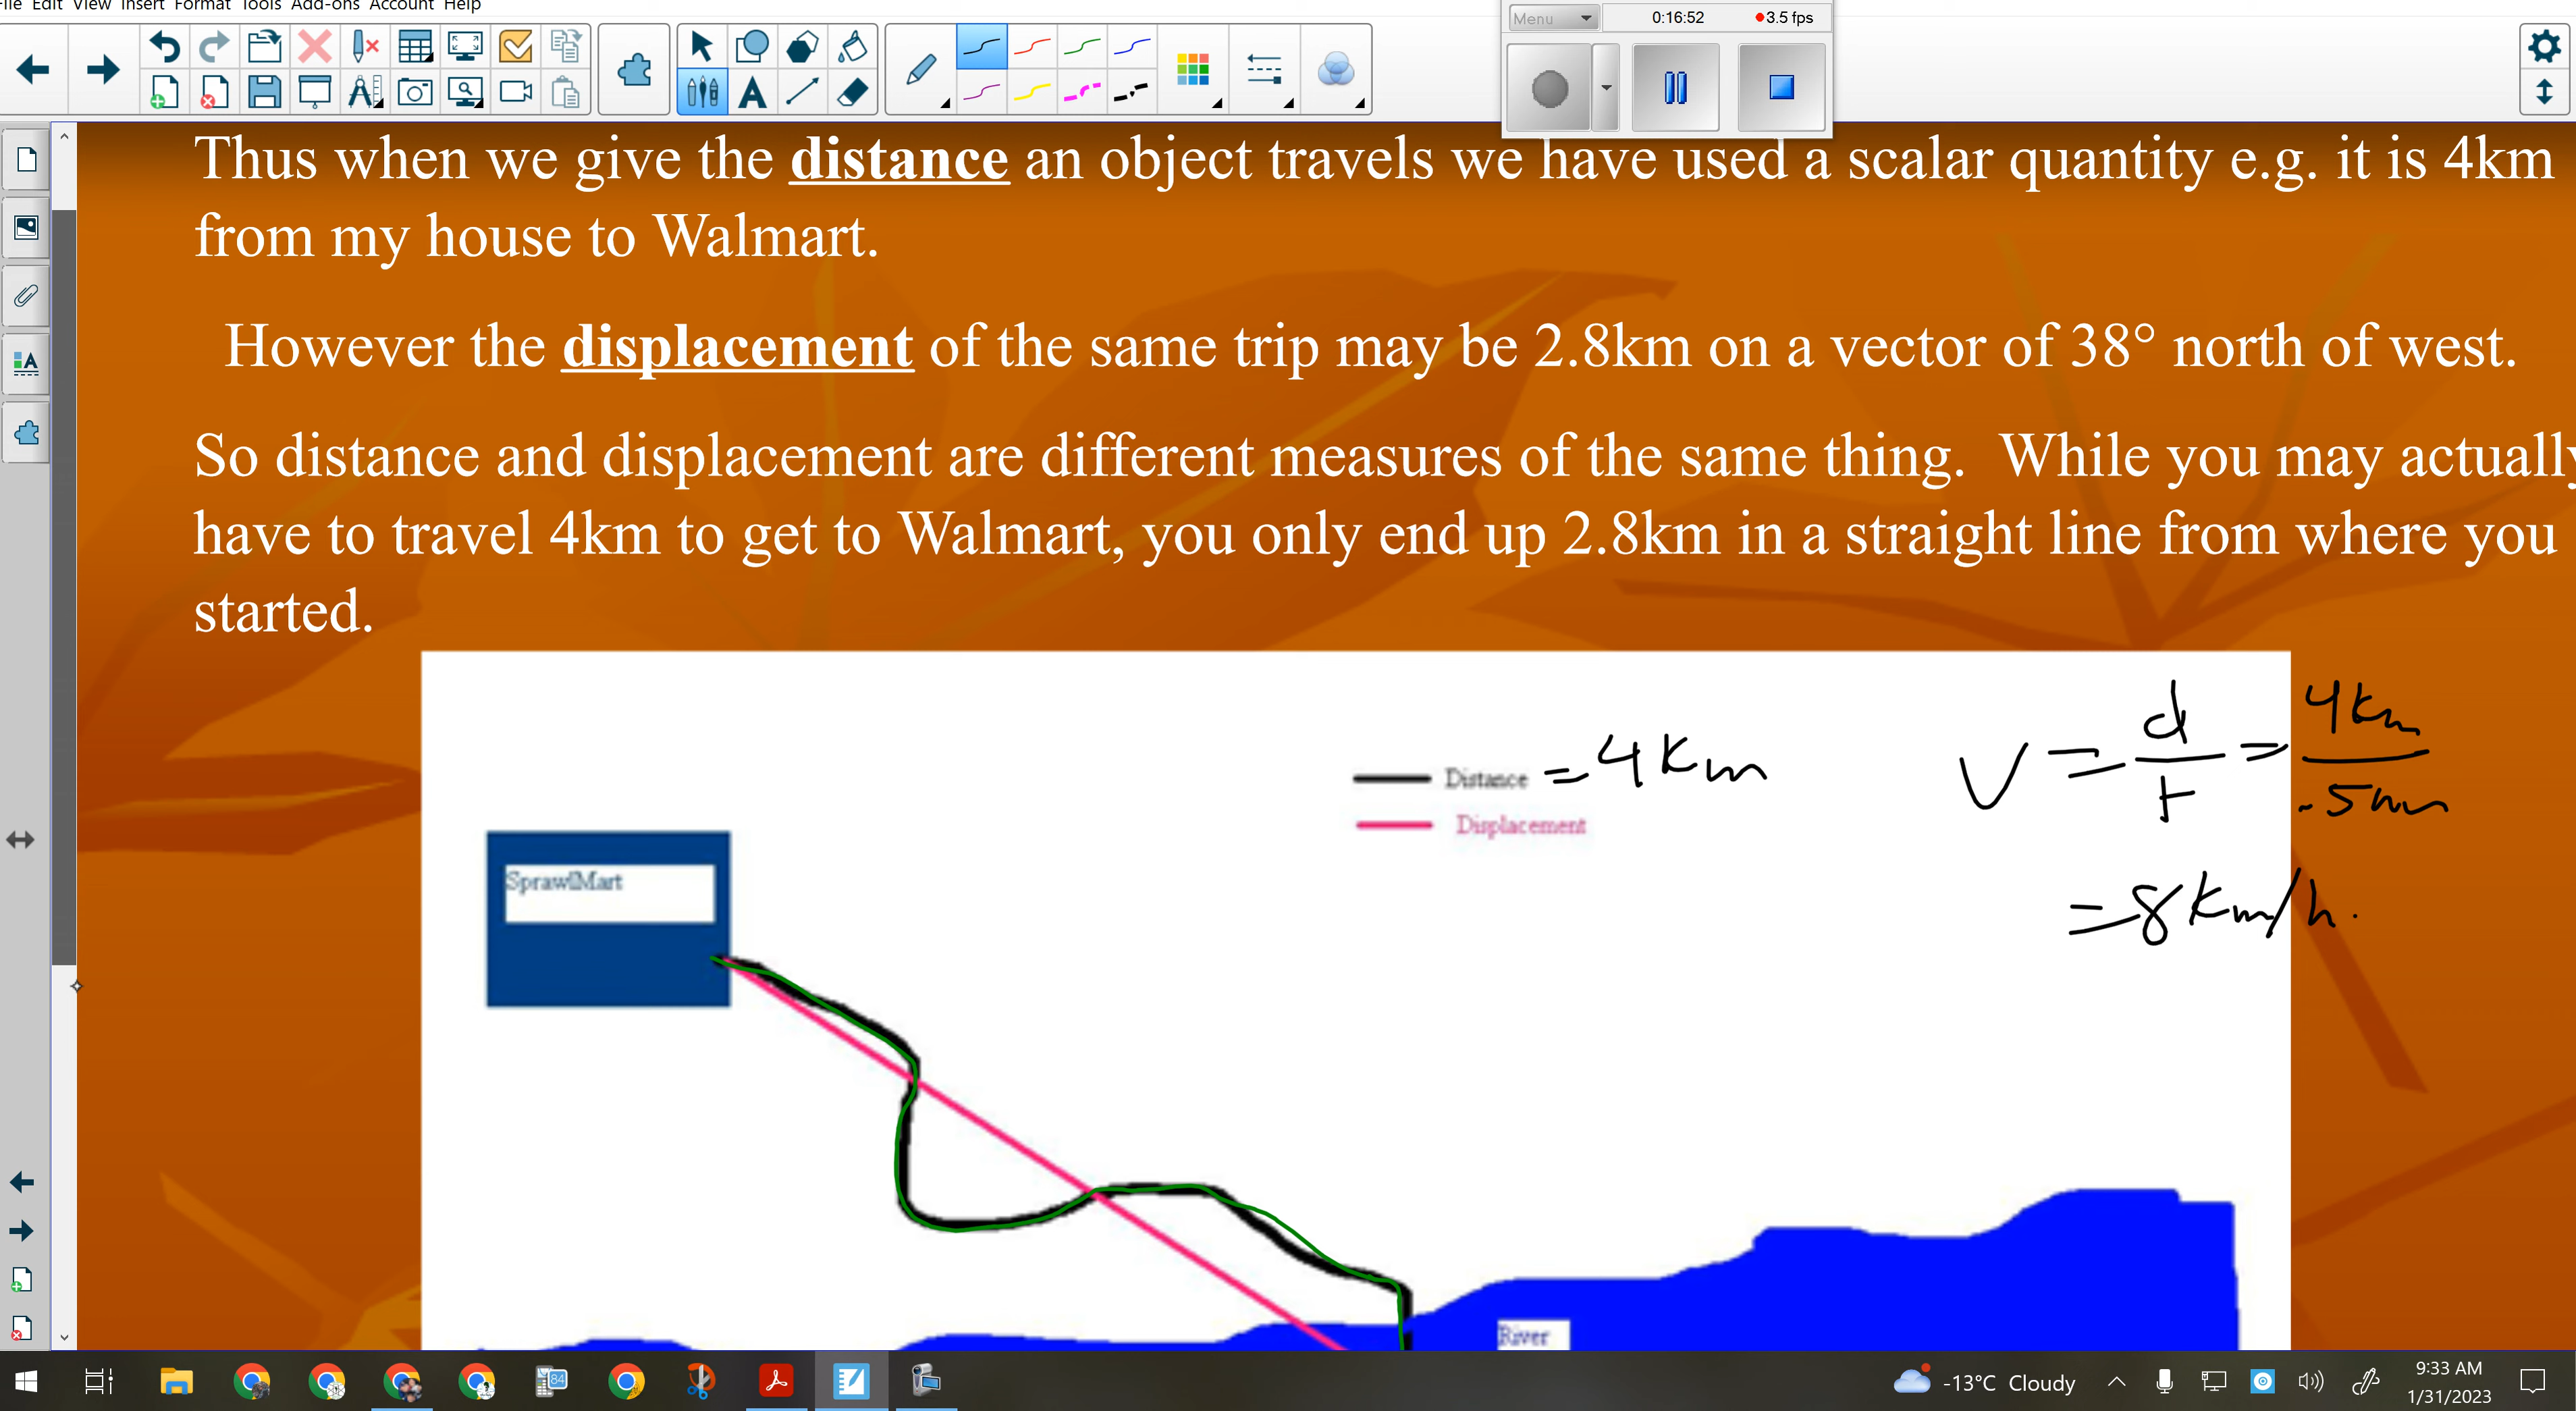 File Edit View Insert Format Tools Add-ons Account Help
Menu
0:16:52
3.5 fps
Thus when we give the distance an object travels we have used a scalar quantity e.g. it is 4km
from my house to Walmart.
However the displacement of the same trip may be 2.8km on a vector of 38° north of west.
So distance and displacement are different measures of the same thing. While you may actually
have to travel 4km to get to Walmart, you only end up 2.8km in a straight line from where you
started.
Distance = 4km
Displacement
V = d/t = 4km/
= 8km/h.
SprawlMart
River
84
-13°C Cloudy
9:33 AM
1/31/2023